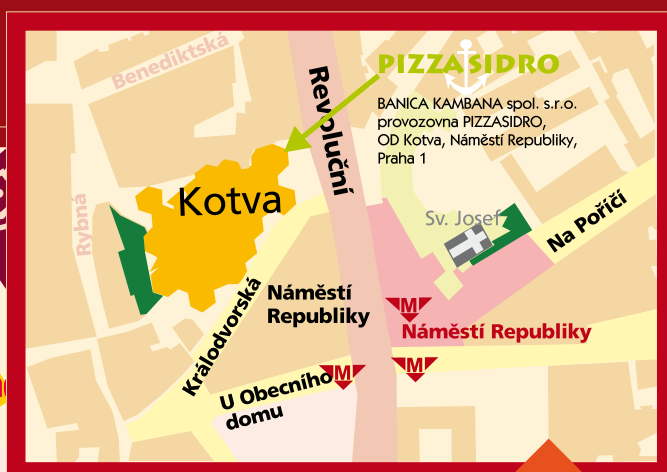 Benediktská
Revoluční
PIZZASIDRO
BANICA KAMBANA spol. s.r.o.
provozovna PIZZASIDRO,
OD Kotva, Náměstí Republiky,
Praha 1
Rybná
Kotva
Sv. Josef
Na Poříčí
Královodvorská
Náměstí
Republiky
M
Náměstí Republiky
M
M
U Obecního
domu